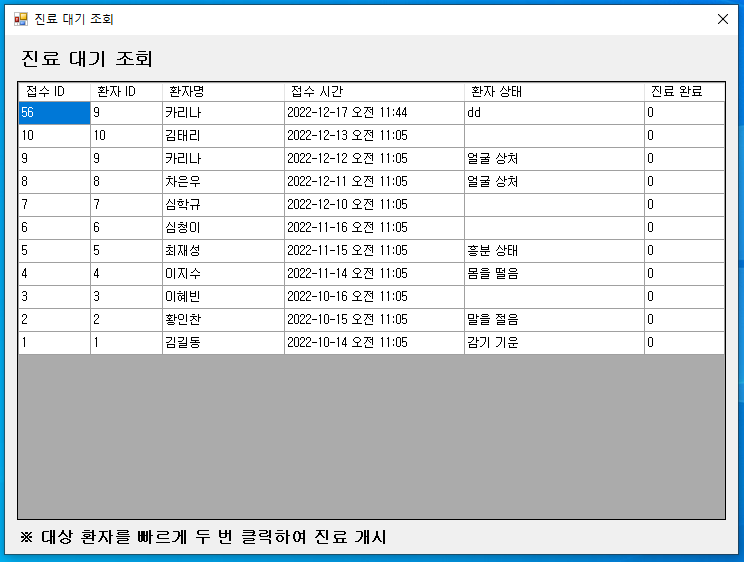 진료 대기 조회
진료 대기 조회
접수 ID 환자 ID 환자명 접수 시간 환자 상태 진료 완료
56 9 카리나 2022-12-17 오전 11:44 dd 0
10 10 김태리 2022-12-13 오전 11:05 0
9 9 카리나 2022-12-12 오전 11:05 얼굴 상처 0
8 8 차은우 2022-12-11 오전 11:05 얼굴 상처 0
7 7 심학규 2022-12-10 오전 11:05 0
6 6 심청이 2022-11-16 오전 11:05 0
5 5 최재성 2022-11-15 오전 11:05 흥분 상태 0
4 4 이지수 2022-11-14 오전 11:05 몸을 떨음 0
3 3 이혜빈 2022-10-16 오전 11:05 0
2 2 황인찬 2022-10-15 오전 11:05 말을 절음 0
1 1 김길동 2022-10-14 오전 11:05 감기 기운 0
※ 대상 환자를 빠르게 두 번 클릭하여 진료 개시